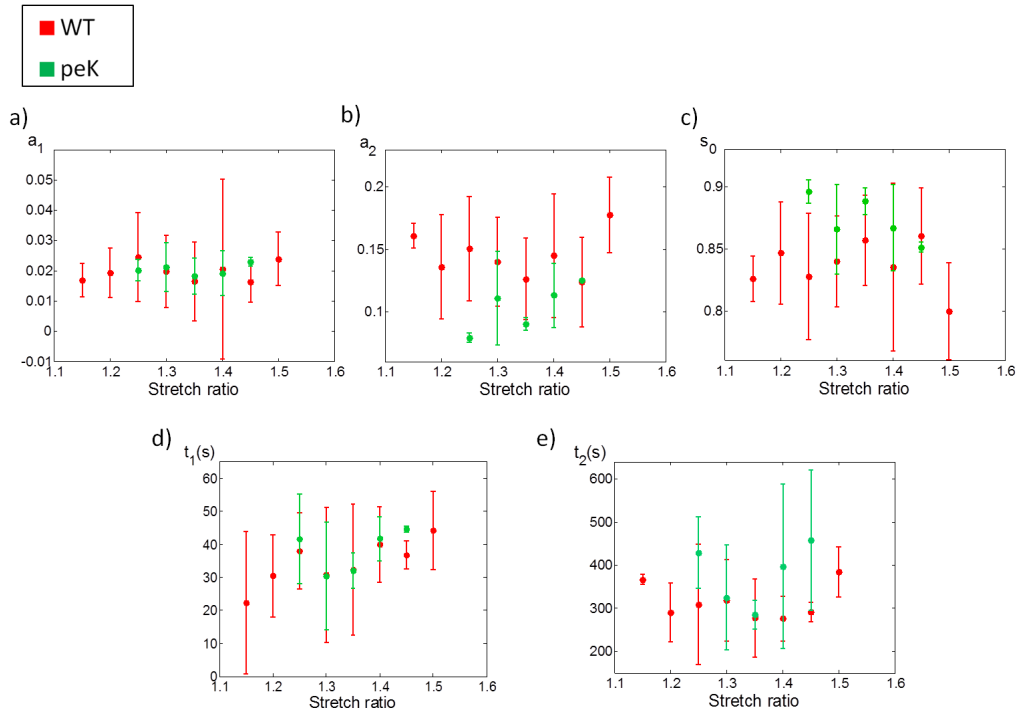 WT
peK
a)
b)
c)
a1
a2
s0
0.06
0.05
0.04
0.03
0.02
0.01
0
-0.01
0.2
0.15
0.1
0.9
0.85
0.8
1.1 1.2 1.3 1.4 1.5 1.6
1.1 1.2 1.3 1.4 1.5 1.6
1.1 1.2 1.3 1.4 1.5 1.6
Stretch ratio
Stretch ratio
Stretch ratio
d)
e)
t1(s)
t2(s)
60
50
40
30
20
10
0
600
500
400
300
200
1.1 1.2 1.3 1.4 1.5 1.6
1.1 1.2 1.3 1.4 1.5 1.6
Stretch ratio
Stretch ratio